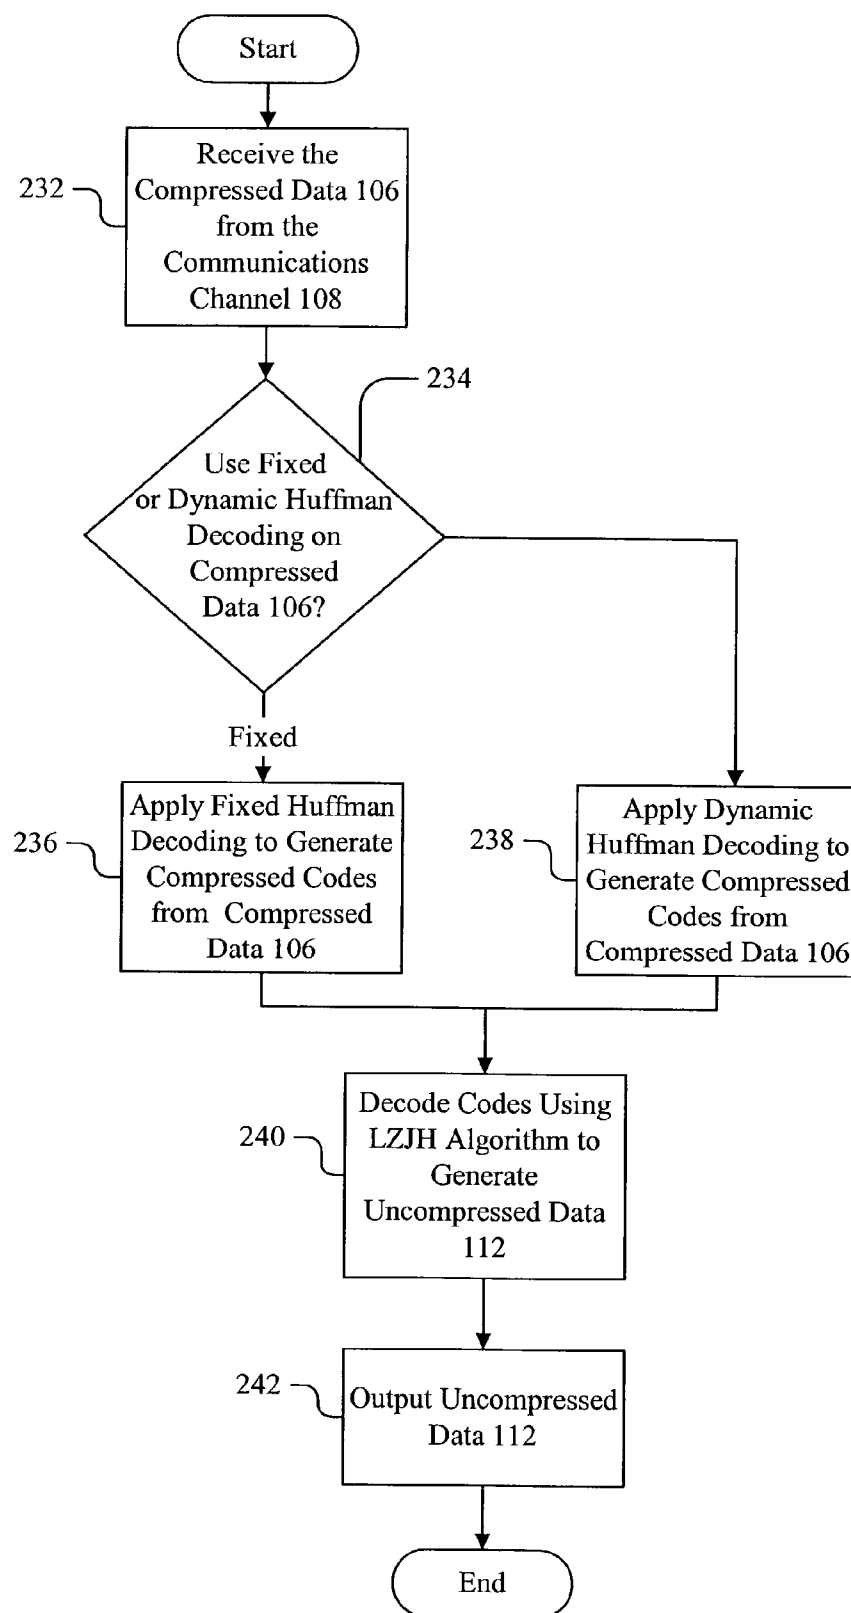 Start
Receive the
Compressed Data 106
from the
Communications
Channel 108
232
234
Use Fixed
or Dynamic Huffman
Decoding on
Compressed
Data 106?
Fixed
Apply Fixed Huffman
Decoding to Generate
Compressed Codes
from Compressed
Data 106
236
Apply Dynamic
Huffman Decoding to
Generate Compressed
Codes from
Compressed Data 106
238
Decode Codes Using
LZJH Algorithm to
Generate
Uncompressed Data
112
240
Output Uncompressed
Data 112
242
End